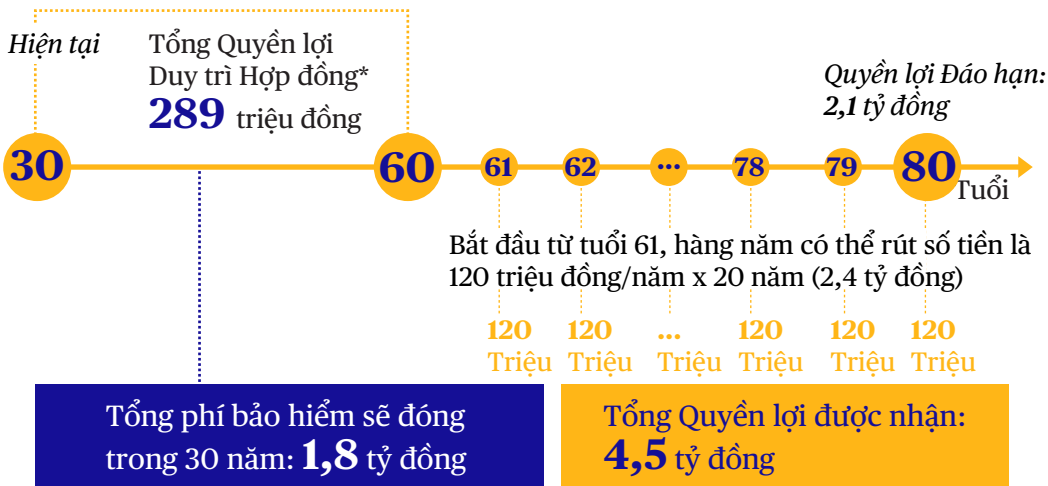 Hiện tại
Tổng Quyền lợi
Duy trì Hợp đồng*
289 triệu đồng
Quyền lợi Đáo hạn:
2,1 tỷ đồng
30 60 61 62 ... 78 79 80
Tuổi
Bắt đầu từ tuổi 61, hàng năm có thể rút số tiền là
120 triệu đồng/năm x 20 năm (2,4 tỷ đồng)
120 120 ... 120 120 120
Triệu Triệu Triệu Triệu Triệu Triệu
Tổng phí bảo hiểm sẽ đóng
trong 30 năm: 1,8 tỷ đồng
Tổng Quyền lợi được nhận:
4,5 tỷ đồng